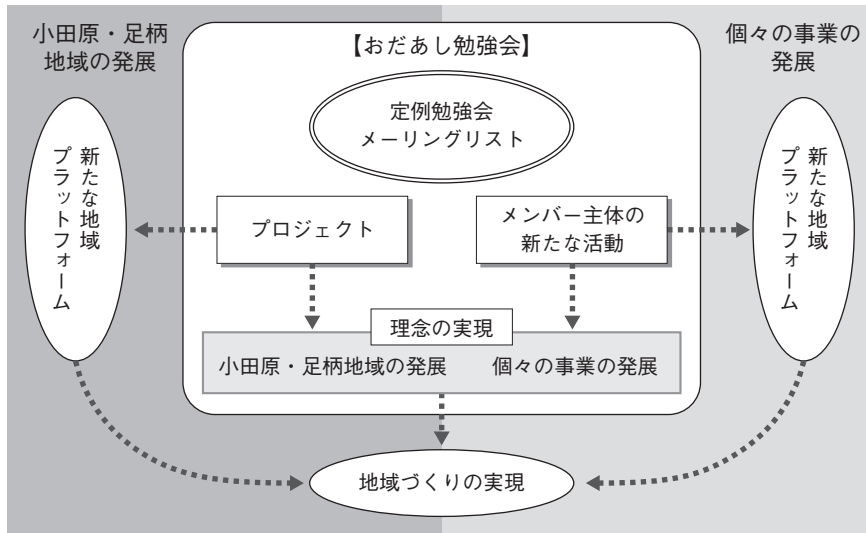 小田原・足柄
地域の発展
【おだあし勉強会】
個々の事業の
発展
定例勉強会
メーリングリスト
新たな地域
プラットフォーム
プロジェクト
メンバー主体の
新たな活動
新たな地域
プラットフォーム
理念の実現
小田原・足柄地域の発展
個々の事業の発展
地域づくりの実現